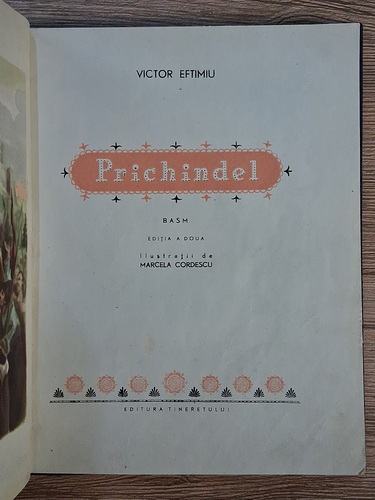 VICTOR EFTIMIU
Prichindel
BASM
EDIȚIA A DOUA
Ilustrații de
MARCELA CORDESCU
EDITURA TINERETULUI